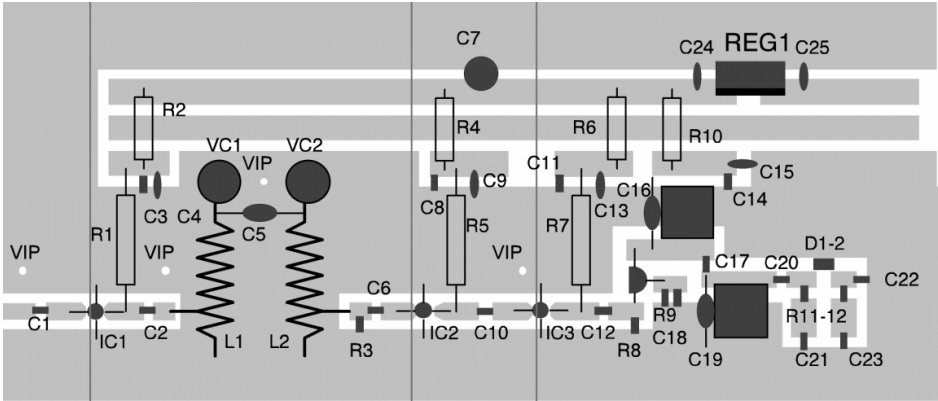 C7
C24
REG1
C25
R2
R4
R6
R10
VC1
VIP
VC2
C11
C15
C3
C4
C5
C8
C9
C13
C16
C14
R1
R5
R7
VIP
VIP
VIP
D1-2
C17
C20
C22
C6
C1
IC1
C2
L1
L2
R3
IC2
C10
IC3
C12
R8
R9
C18
C19
R11-12
C21
C23